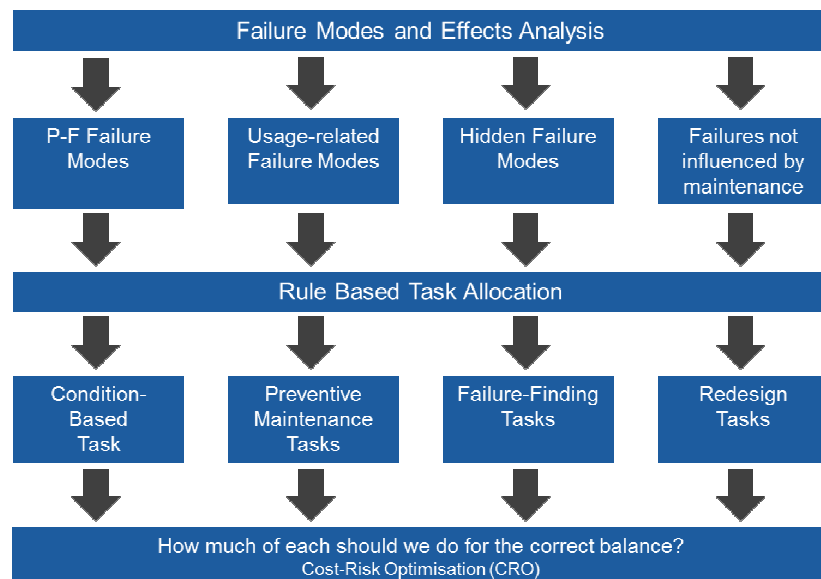 Failure Modes and Effects Analysis
P-F Failure
Modes
Usage-related
Failure Modes
Hidden Failure
Modes
Failures not
influenced by
maintenance
Rule Based Task Allocation
Condition-
Based
Task
Preventive
Maintenance
Tasks
Failure-Finding
Tasks
Redesign
Tasks
How much of each should we do for the correct balance?
Cost-Risk Optimisation (CRO)